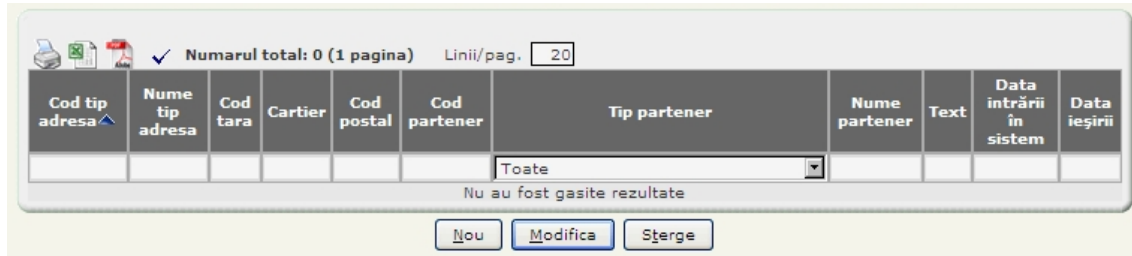 Numarul total: 0 (1 pagina) Linii/pag. 20
Cod tip adresa Nume tip adresa Cod tara Cartier Cod postal Cod partener Tip partener Nume partener Text Data intrării în sistem Data ieşirii
Toate
Nu au fost gasite rezultate
Nou Modifica Sterge